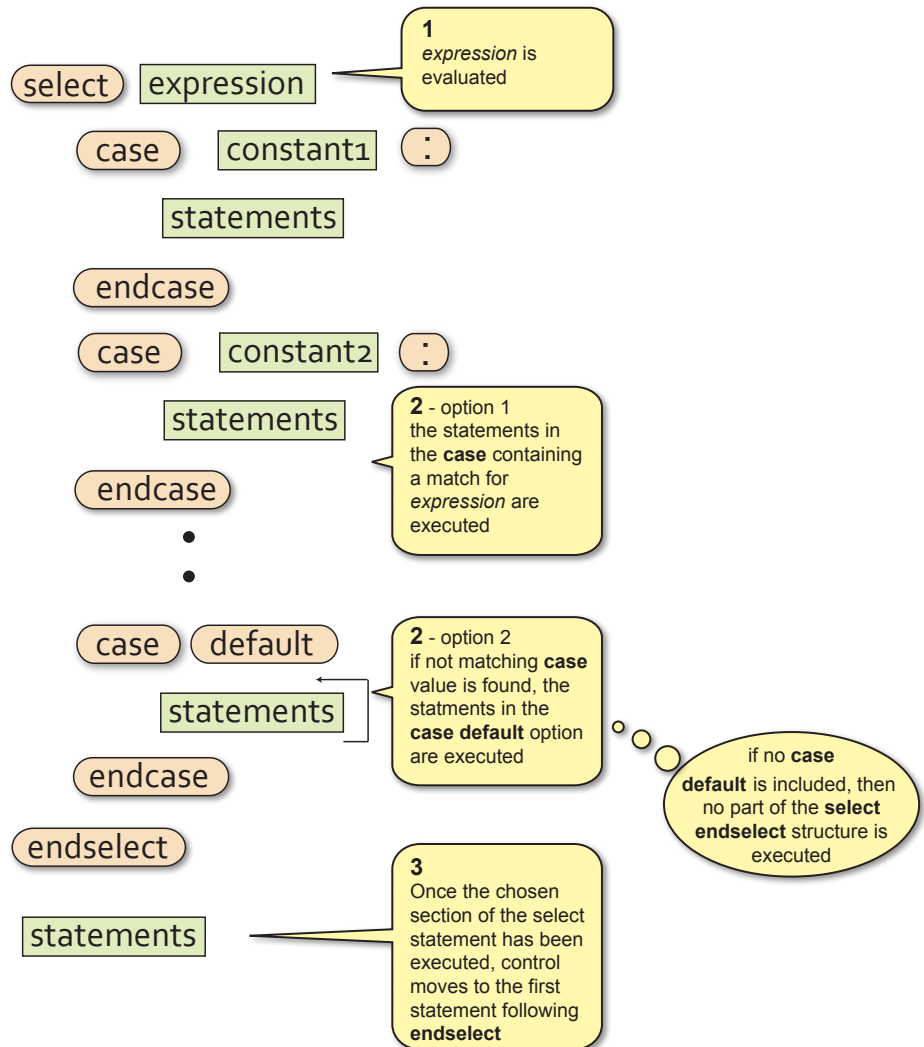 1
expression is
evaluated
select expression
case constant1 :
statements
endcase
case constant2 :
statements
2 - option 1
the statements in
the case containing
a match for
expression are
executed
endcase
case default
statements
2 - option 2
if not matching case
value is found, the
statments in the
case default option
are executed
if no case
default is included, then
no part of the select
endselect structure is
executed
endcase
endselect
statements
3
Once the chosen
section of the select
statement has been
executed, control
moves to the first
statement following
endselect